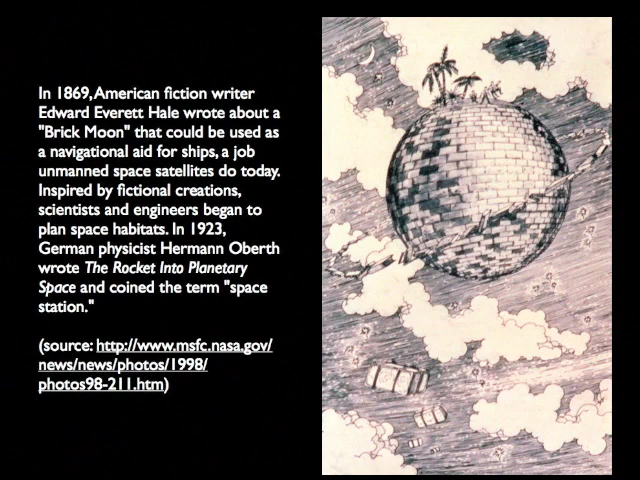 In 1869, American fiction writer
Edward Everett Hale wrote about a
"Brick Moon" that could be used as
a navigational aid for ships, a job
unmanned space satellites do today.
Inspired by fictional creations,
scientists and engineers began to
plan space habitats. In 1923,
German physicist Hermann Oberth
wrote The Rocket Into Planetary
Space and coined the term "space
station."
(source: http://www.msfc.nasa.gov/
news/news/photos/1998/
photos98-211.htm)